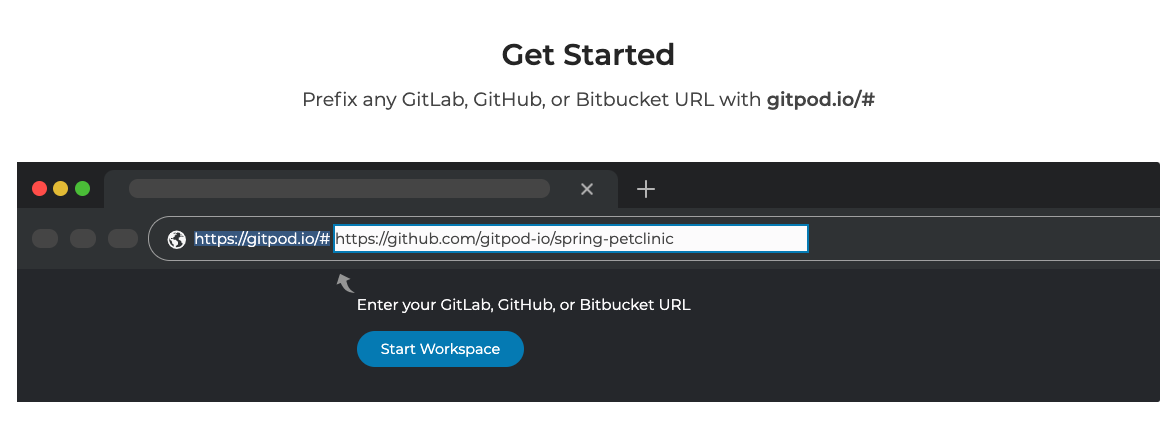 Get Started
Prefix any GitLab, GitHub, or Bitbucket URL with gitpod.io/#
https://gitpod.io/# https://github.com/gitpod-io/spring-petclinic
Enter your GitLab, GitHub, or Bitbucket URL
Start Workspace